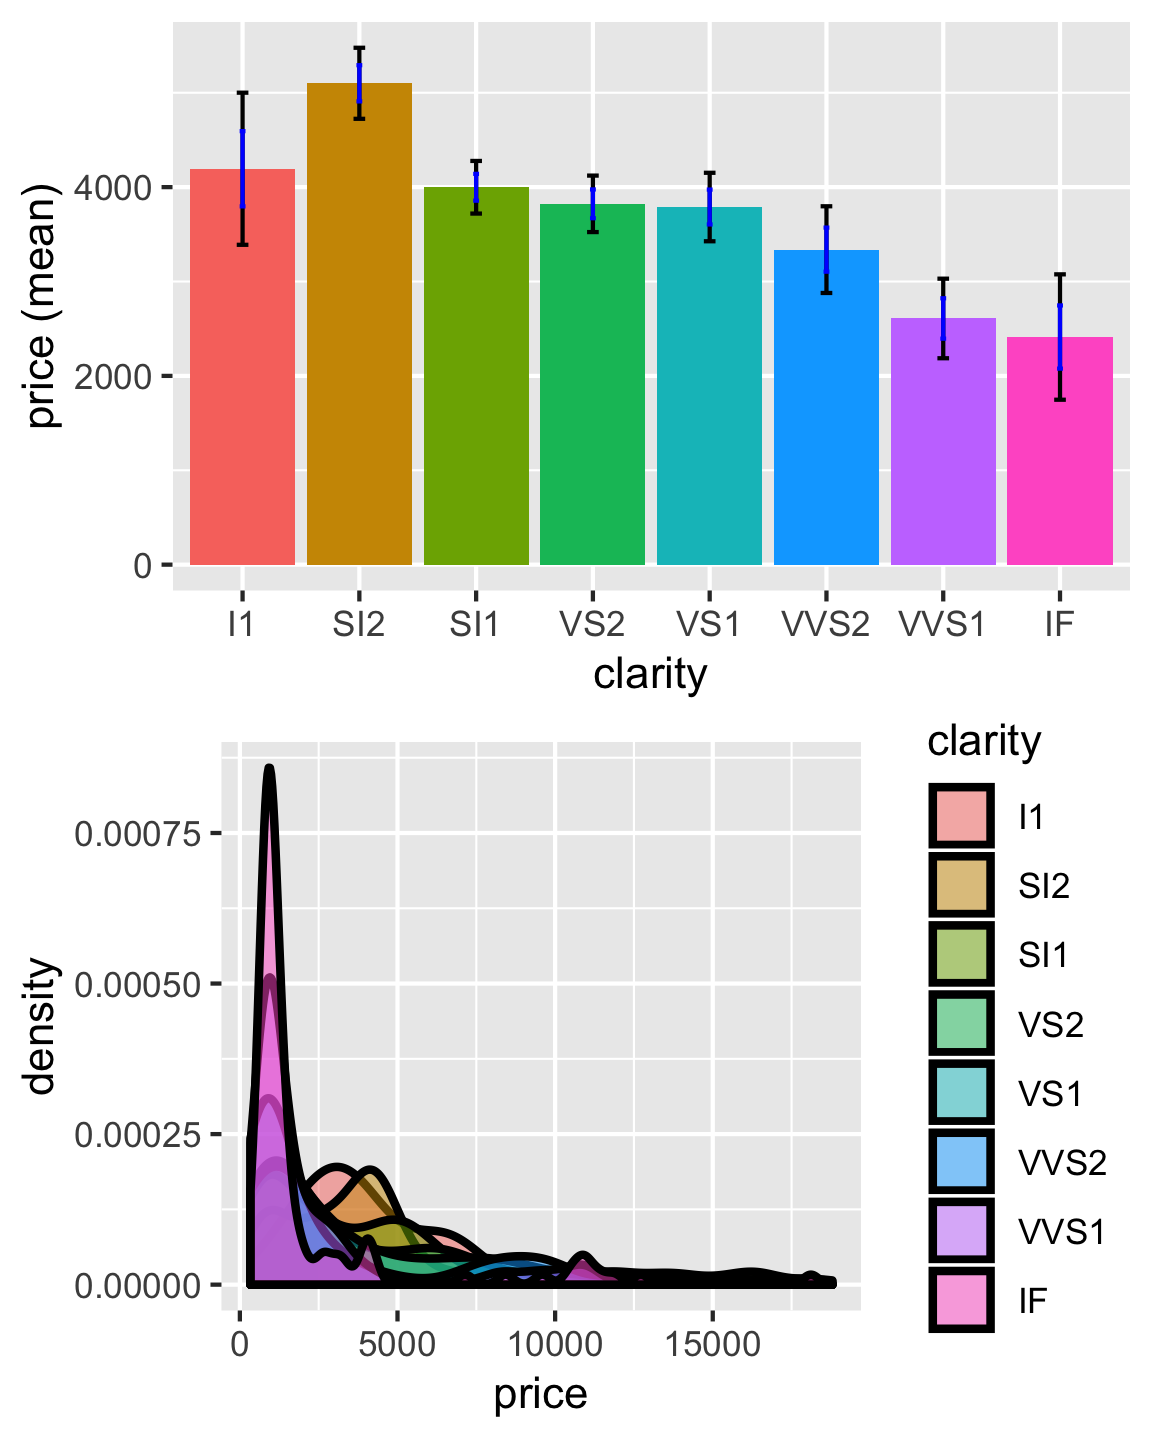 price (mean)
4000
2000
0
I1 SI2 SI1 VS2 VS1 VVS2 VVS1 IF
clarity
density
0.00075
0.00050
0.00025
0.00000
0 5000 10000 15000
price
clarity
I1
SI2
SI1
VS2
VS1
VVS2
VVS1
IF